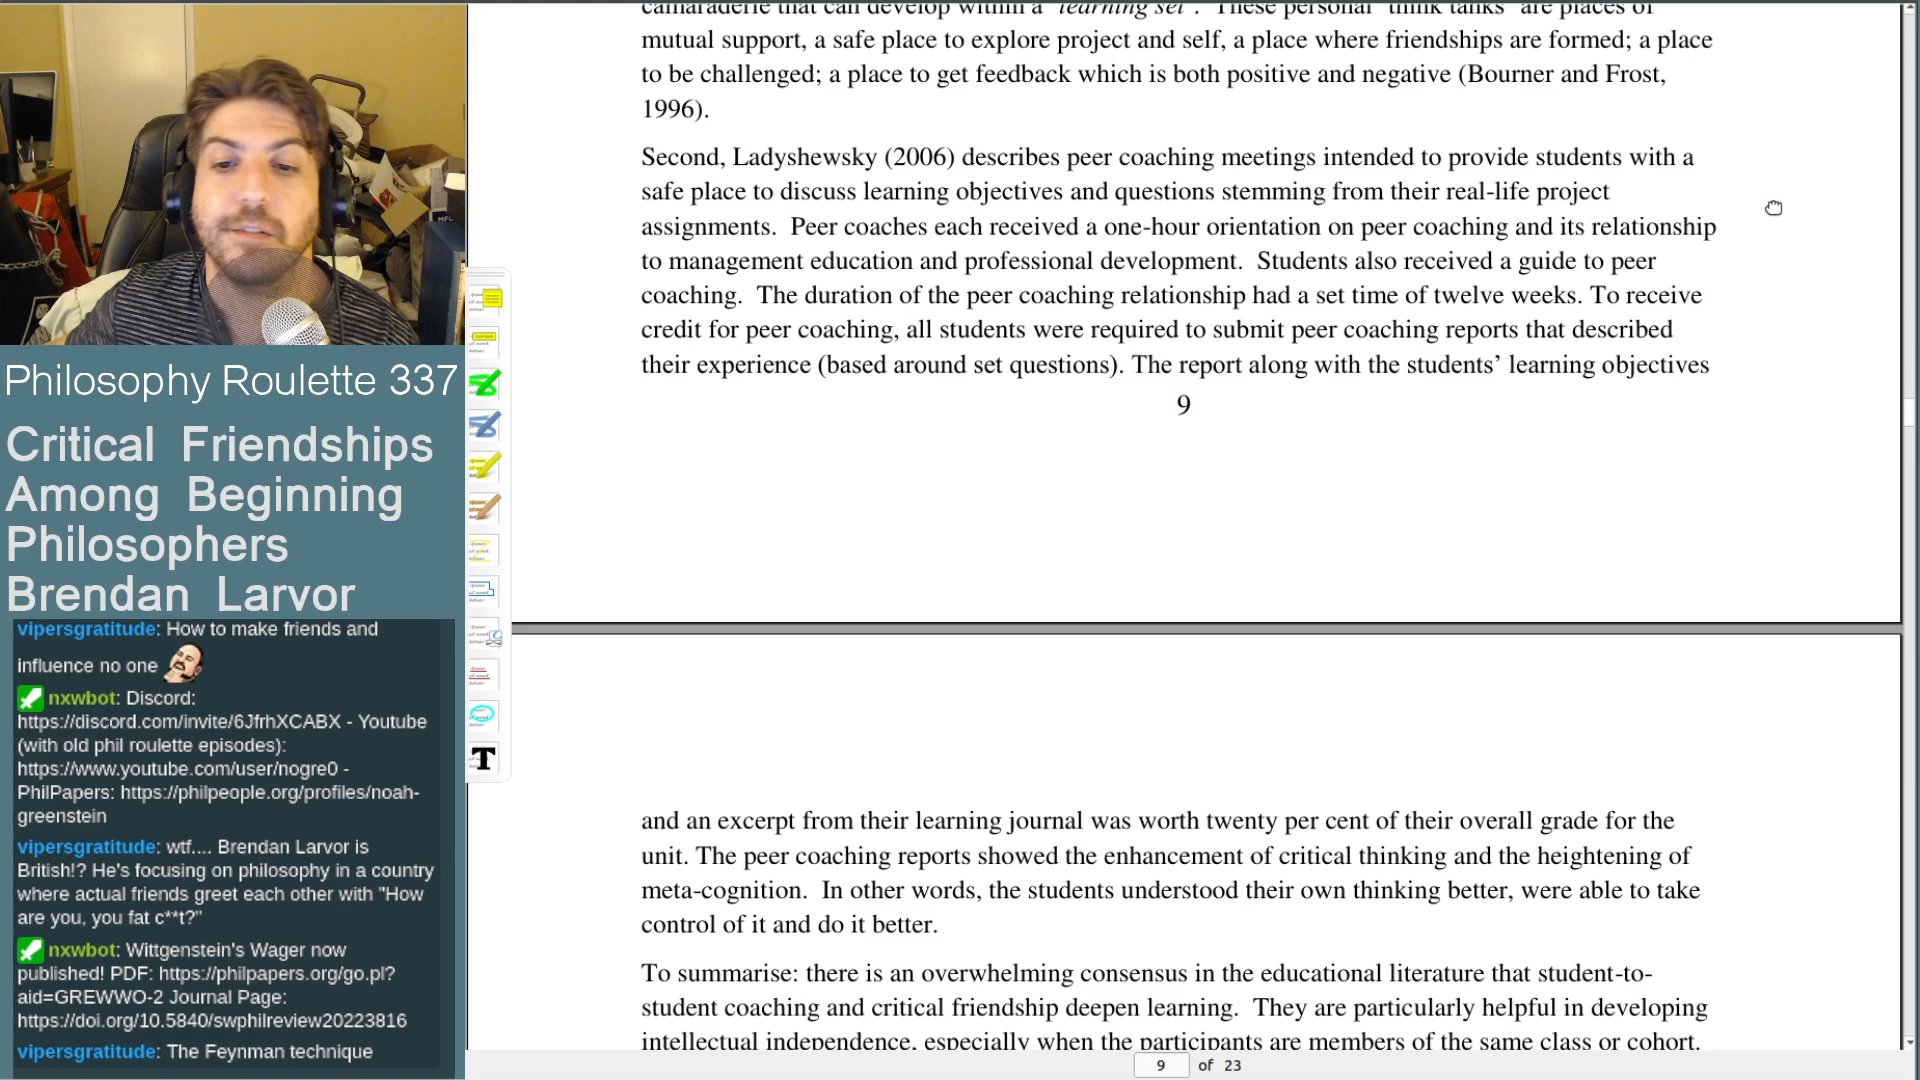 camaraderie that can develop within a "learning set". These personal "think tanks" are places of
mutual support, a safe place to explore project and self, a place where friendships are formed; a place
to be challenged; a place to get feedback which is both positive and negative (Bourner and Frost,
1996).
Second, Ladyshewsky (2006) describes peer coaching meetings intended to provide students with a
safe place to discuss learning objectives and questions stemming from their real-life project
assignments. Peer coaches each received a one-hour orientation on peer coaching and its relationship
to management education and professional development. Students also received a guide to peer
coaching. The duration of the peer coaching relationship had a set time of twelve weeks. To receive
credit for peer coaching, all students were required to submit peer coaching reports that described
their experience (based around set questions). The report along with the students' learning objectives
9
and an excerpt from their learning journal was worth twenty per cent of their overall grade for the
unit. The peer coaching reports showed the enhancement of critical thinking and the heightening of
meta-cognition. In other words, the students understood their own thinking better, were able to take
control of it and do it better.
To summarise: there is an overwhelming consensus in the educational literature that student-to-
student coaching and critical friendship deepen learning. They are particularly helpful in developing
intellectual independence, especially when the participants are members of the same class or cohort.
9 of 23
Philosophy Roulette 337
Critical Friendships
Among Beginning
Philosophers
Brendan Larvor
vipersgratitude: How to make friends and
influence no one
nxwbot: Discord:
https://discord.com/invite/6JfrhXCABX - Youtube
(with old phil roulette episodes):
https://www.youtube.com/user/nogre0 -
PhilPapers: https://philpeople.org/profiles/noah-
greenstein
vipersgratitude: wtf.... Brendan Larvor is
British!? He's focusing on philosophy in a country
where actual friends greet each other with "How
are you, you fat c**t?"
nxwbot: Wittgenstein's Wager now
published! PDF: https://philpapers.org/go.pl?
aid=GREWWO-2 Journal Page:
https://doi.org/10.5840/swphilreview20223816
vipersgratitude: The Feynman technique
T